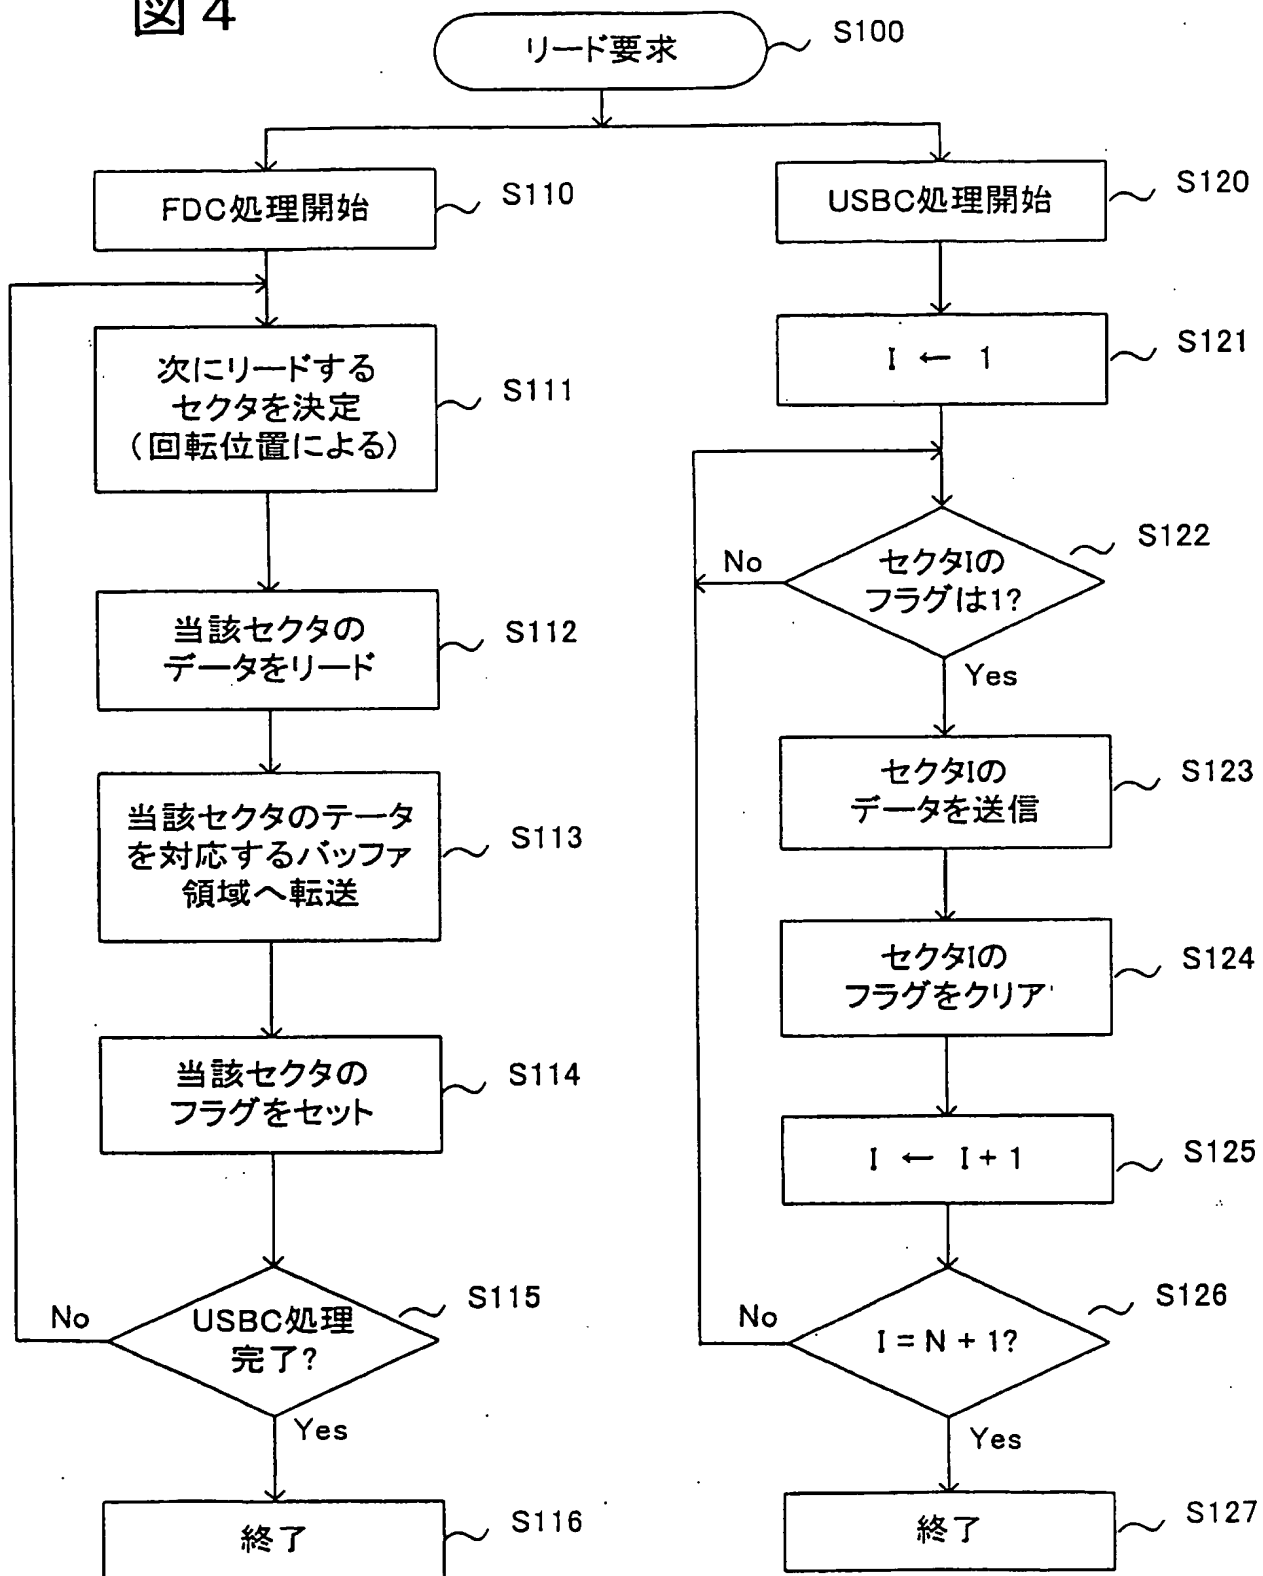 図4
リード要求
S100
FDC処理開始
S110
次にリードする
セクタを決定
(回転位置による)
S111
当該セクタの
データをリード
S112
当該セクタのテータ
を対応するバッファ
領域へ転送
S113
当該セクタの
フラグをセット
S114
USBC処理
完了?
S115
No
Yes
終了
S116
USBC処理開始
S120
I ← 1
S121
セクタIの
フラグは1?
S122
No
Yes
セクタIの
データを送信
S123
セクタIの
フラグをクリア
S124
I ← I + 1
S125
I = N + 1?
S126
No
Yes
終了
S127